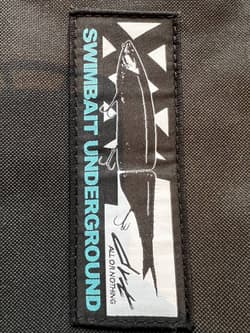 SWIMBAIT UNDERGROUND
ALL OR NOTHING